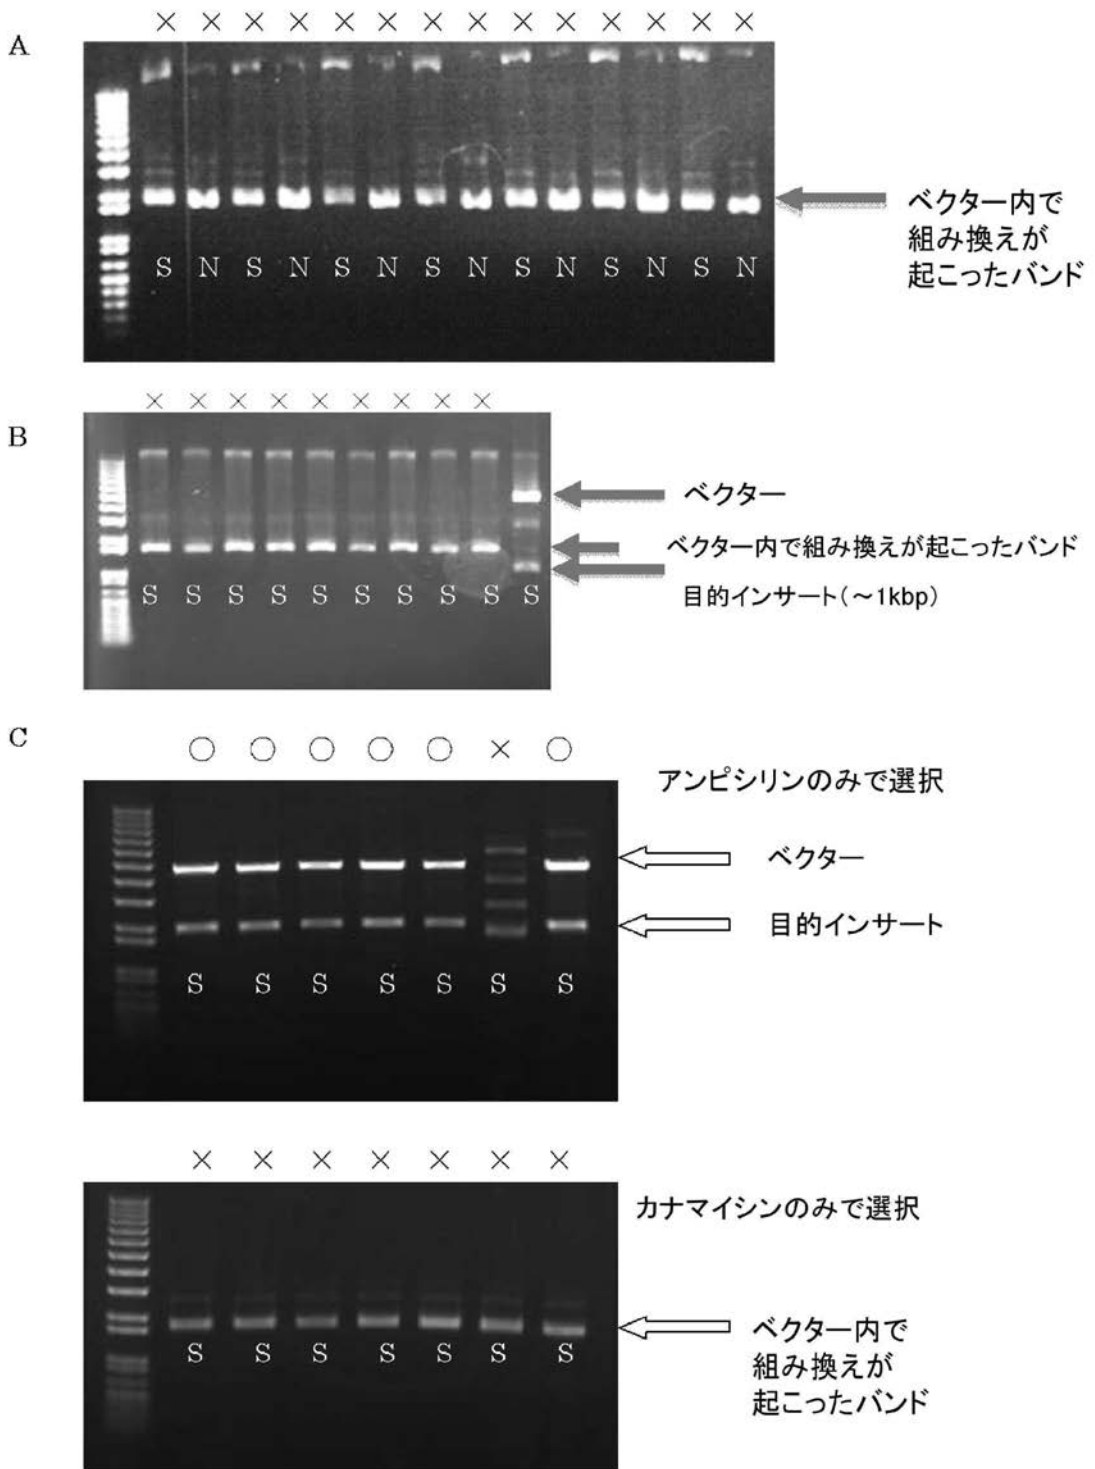 A
× × × × × × × × × × × × × ×
ベクター内で
組み換えが
起こったバンド
S N S N S N S N S N S N S N
B
× × × × × × × × ×
ベクター
ベクター内で組み換えが起こったバンド
目的インサート(~1kbp)
S S S S S S S S S S
C
○ ○ ○ ○ ○ × ○
アンピシリンのみで選択
ベクター
目的インサート
S S S S S S S
× × × × × × ×
カナマイシンのみで選択
ベクター内で
組み換えが
起こったバンド
S S S S S S S